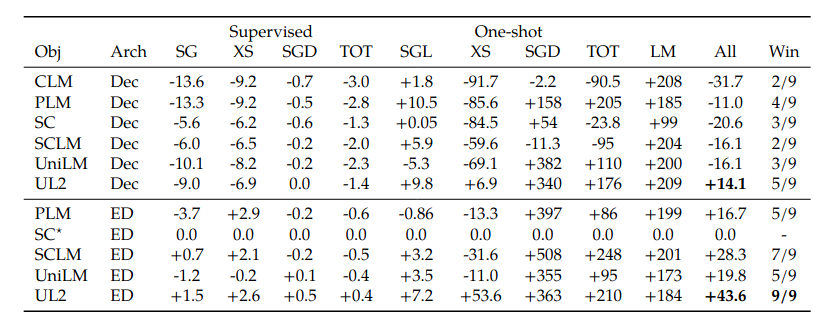 Supervised One-shot
Obj Arch SG XS SGD TOT SGL XS SGD TOT LM All Win
CLM Dec -13.6 -9.2 -0.7 -3.0 +1.8 -91.7 -2.2 -90.5 +208 -31.7 2/9
PLM Dec -13.3 -9.2 -0.5 -2.8 +10.5 -85.6 +158 +205 +185 -11.0 4/9
SC Dec -5.6 -6.2 -0.6 -1.3 +0.05 -84.5 +54 -23.8 +99 -20.6 3/9
SCLM Dec -6.0 -6.5 -0.2 -2.0 +5.9 -59.6 -11.3 -95 +204 -16.1 2/9
UniLM Dec -10.1 -8.2 -0.2 -2.3 -5.3 -69.1 +382 +110 +200 -16.1 3/9
UL2 Dec -9.0 -6.9 0.0 -1.4 +9.8 +6.9 +340 +176 +209 +14.1 5/9
PLM ED -3.7 +2.9 -0.2 -0.6 -0.86 -13.3 +397 +86 +199 +16.7 5/9
SC⋆ ED 0.0 0.0 0.0 0.0 0.0 0.0 0.0 0.0 0.0 0.0 -
SCLM ED +0.7 +2.1 -0.2 -0.5 +3.2 -31.6 +508 +248 +201 +28.3 7/9
UniLM ED -1.2 -0.2 +0.1 -0.4 +3.5 -11.0 +355 +95 +173 +19.8 5/9
UL2 ED +1.5 +2.6 +0.5 +0.4 +7.2 +53.6 +363 +210 +184 +43.6 9/9